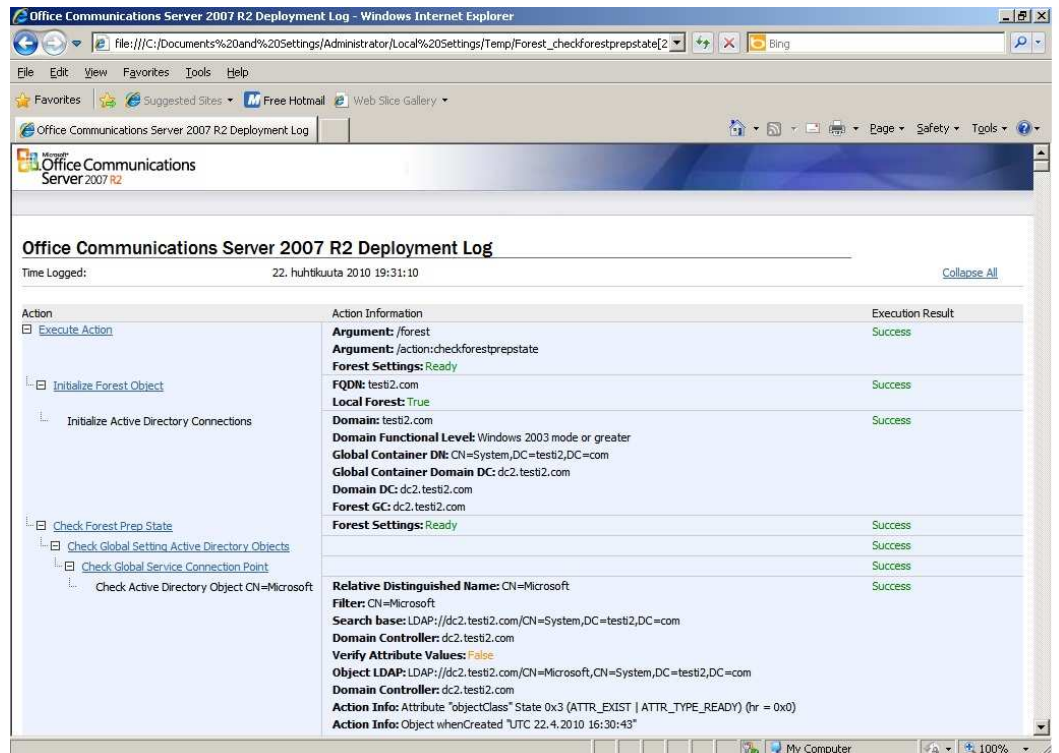 Office Communications Server 2007 R2 Deployment Log - Windows Internet Explorer
file:///C:/Documents%20and%20Settings/Administrator/Local%20Settings/Temp/Forest_checkforestprepstate[2
Bing
File Edit View Favorites Tools Help
Favorites Suggested Sites Free Hotmail Web Slice Gallery
Office Communications Server 2007 R2 Deployment Log
Page Safety Tools
Microsoft
Office Communications
Server 2007 R2
Office Communications Server 2007 R2 Deployment Log
Time Logged: 22. huhtikuuta 2010 19:31:10 Collapse All
Action Action Information Execution Result
Execute Action Argument: /forest Success
Argument: /action:checkforestprepstate
Forest Settings: Ready
Initialize Forest Object FQDN: testi2.com Success
Local Forest: True
Initialize Active Directory Connections Domain: testi2.com Success
Domain Functional Level: Windows 2003 mode or greater
Global Container DN: CN=System,DC=testi2,DC=com
Global Container Domain DC: dc2.testi2.com
Domain DC: dc2.testi2.com
Forest GC: dc2.testi2.com
Check Forest Prep State Forest Settings: Ready Success
Check Global Setting Active Directory Objects Success
Check Global Service Connection Point Success
Check Active Directory Object CN=Microsoft Relative Distinguished Name: CN=Microsoft Success
Filter: CN=Microsoft
Search base: LDAP://dc2.testi2.com/CN=System,DC=testi2,DC=com
Domain Controller: dc2.testi2.com
Verify Attribute Values: False
Object LDAP: LDAP://dc2.testi2.com/CN=Microsoft,CN=System,DC=testi2,DC=com
Domain Controller: dc2.testi2.com
Action Info: Attribute "objectClass" State 0x3 (ATTR_EXIST | ATTR_TYPE_READY) (hr = 0x0)
Action Info: Object whenCreated "UTC 22.4.2010 16:30:43"
My Computer 100%